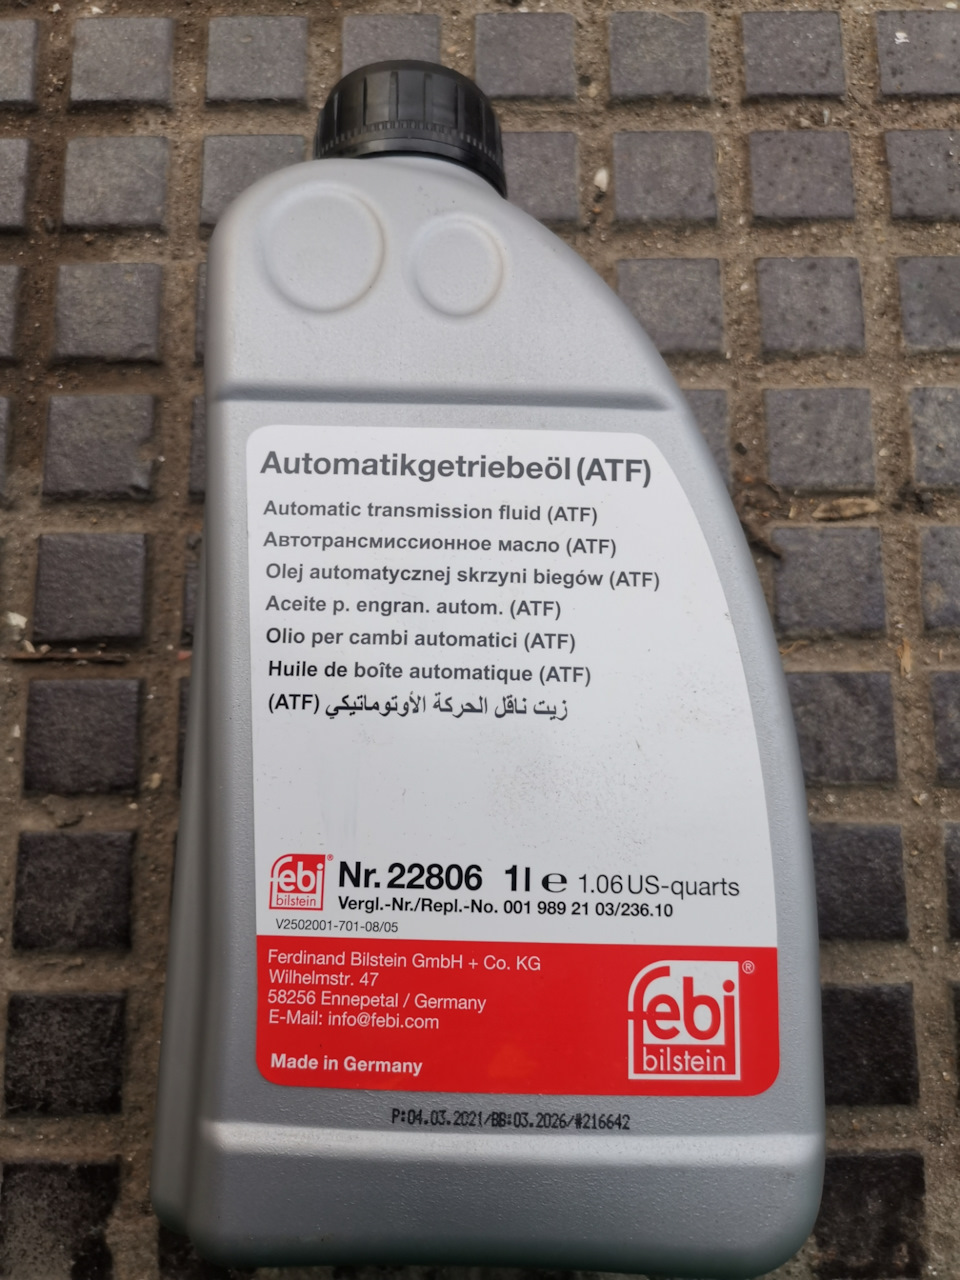 Automatikgetriebeöl (ATF)
Automatic transmission fluid (ATF)
Автотрансмиссионное масло (ATF)
Olej automatycznej skrzyni biegów (ATF)
Aceite p. engran. autom. (ATF)
Olio per cambi automatici (ATF)
Huile de boîte automatique (ATF)
زيت ناقل الحركة الأوتوماتيكي (ATF)
febi® Nr. 22806 1l ℮ 1.06 US-quarts
bilstein Vergl.-Nr./Repl.-No. 001 989 21 03/236.10
V2502001-701-08/05
Ferdinand Bilstein GmbH + Co. KG
Wilhelmstr. 47
58256 Ennepetal / Germany
E-Mail: info@febi.com
Made in Germany
febi®
bilstein
P:04.03.2021/BB:03.2026/#216642